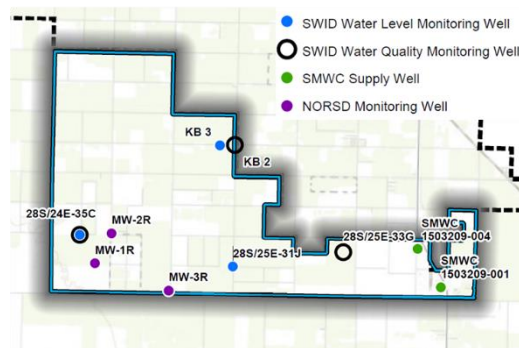 SWID Water Level Monitoring Well
SWID Water Quality Monitoring Well
SMWC Supply Well
NORSD Monitoring Well
KB 3
KB 2
28S/24E-35C
MW-2R
MW-1R
MW-3R
28S/25E-31J
28S/25E-33G
SMWC
1503209-004
SMWC
1503209-001